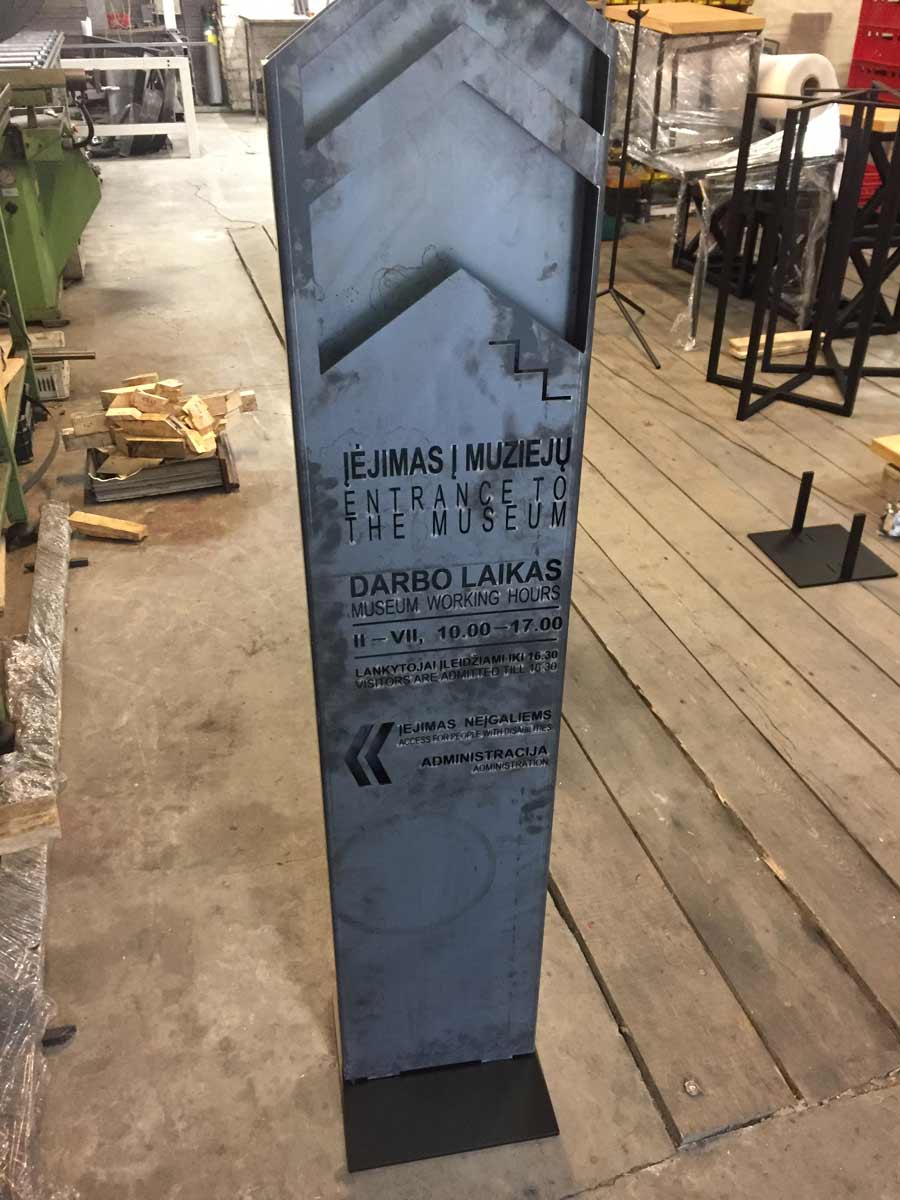 ĮĖJIMAS Į MUZIEJŲ
ENTRANCE TO
THE MUSEUM
DARBO LAIKAS
MUSEUM WORKING HOURS
II – VII, 10.00 – 17.00
LANKYTOJAI ĮLEIDŽIAMI IKI 16.30
VISITORS ARE ADMITTED TILL 16.30
ĮĖJIMAS NEĮGALIEMS
ACCESS FOR PEOPLE WITH DISABILITIES
ADMINISTRACIJA
ADMINISTRATION